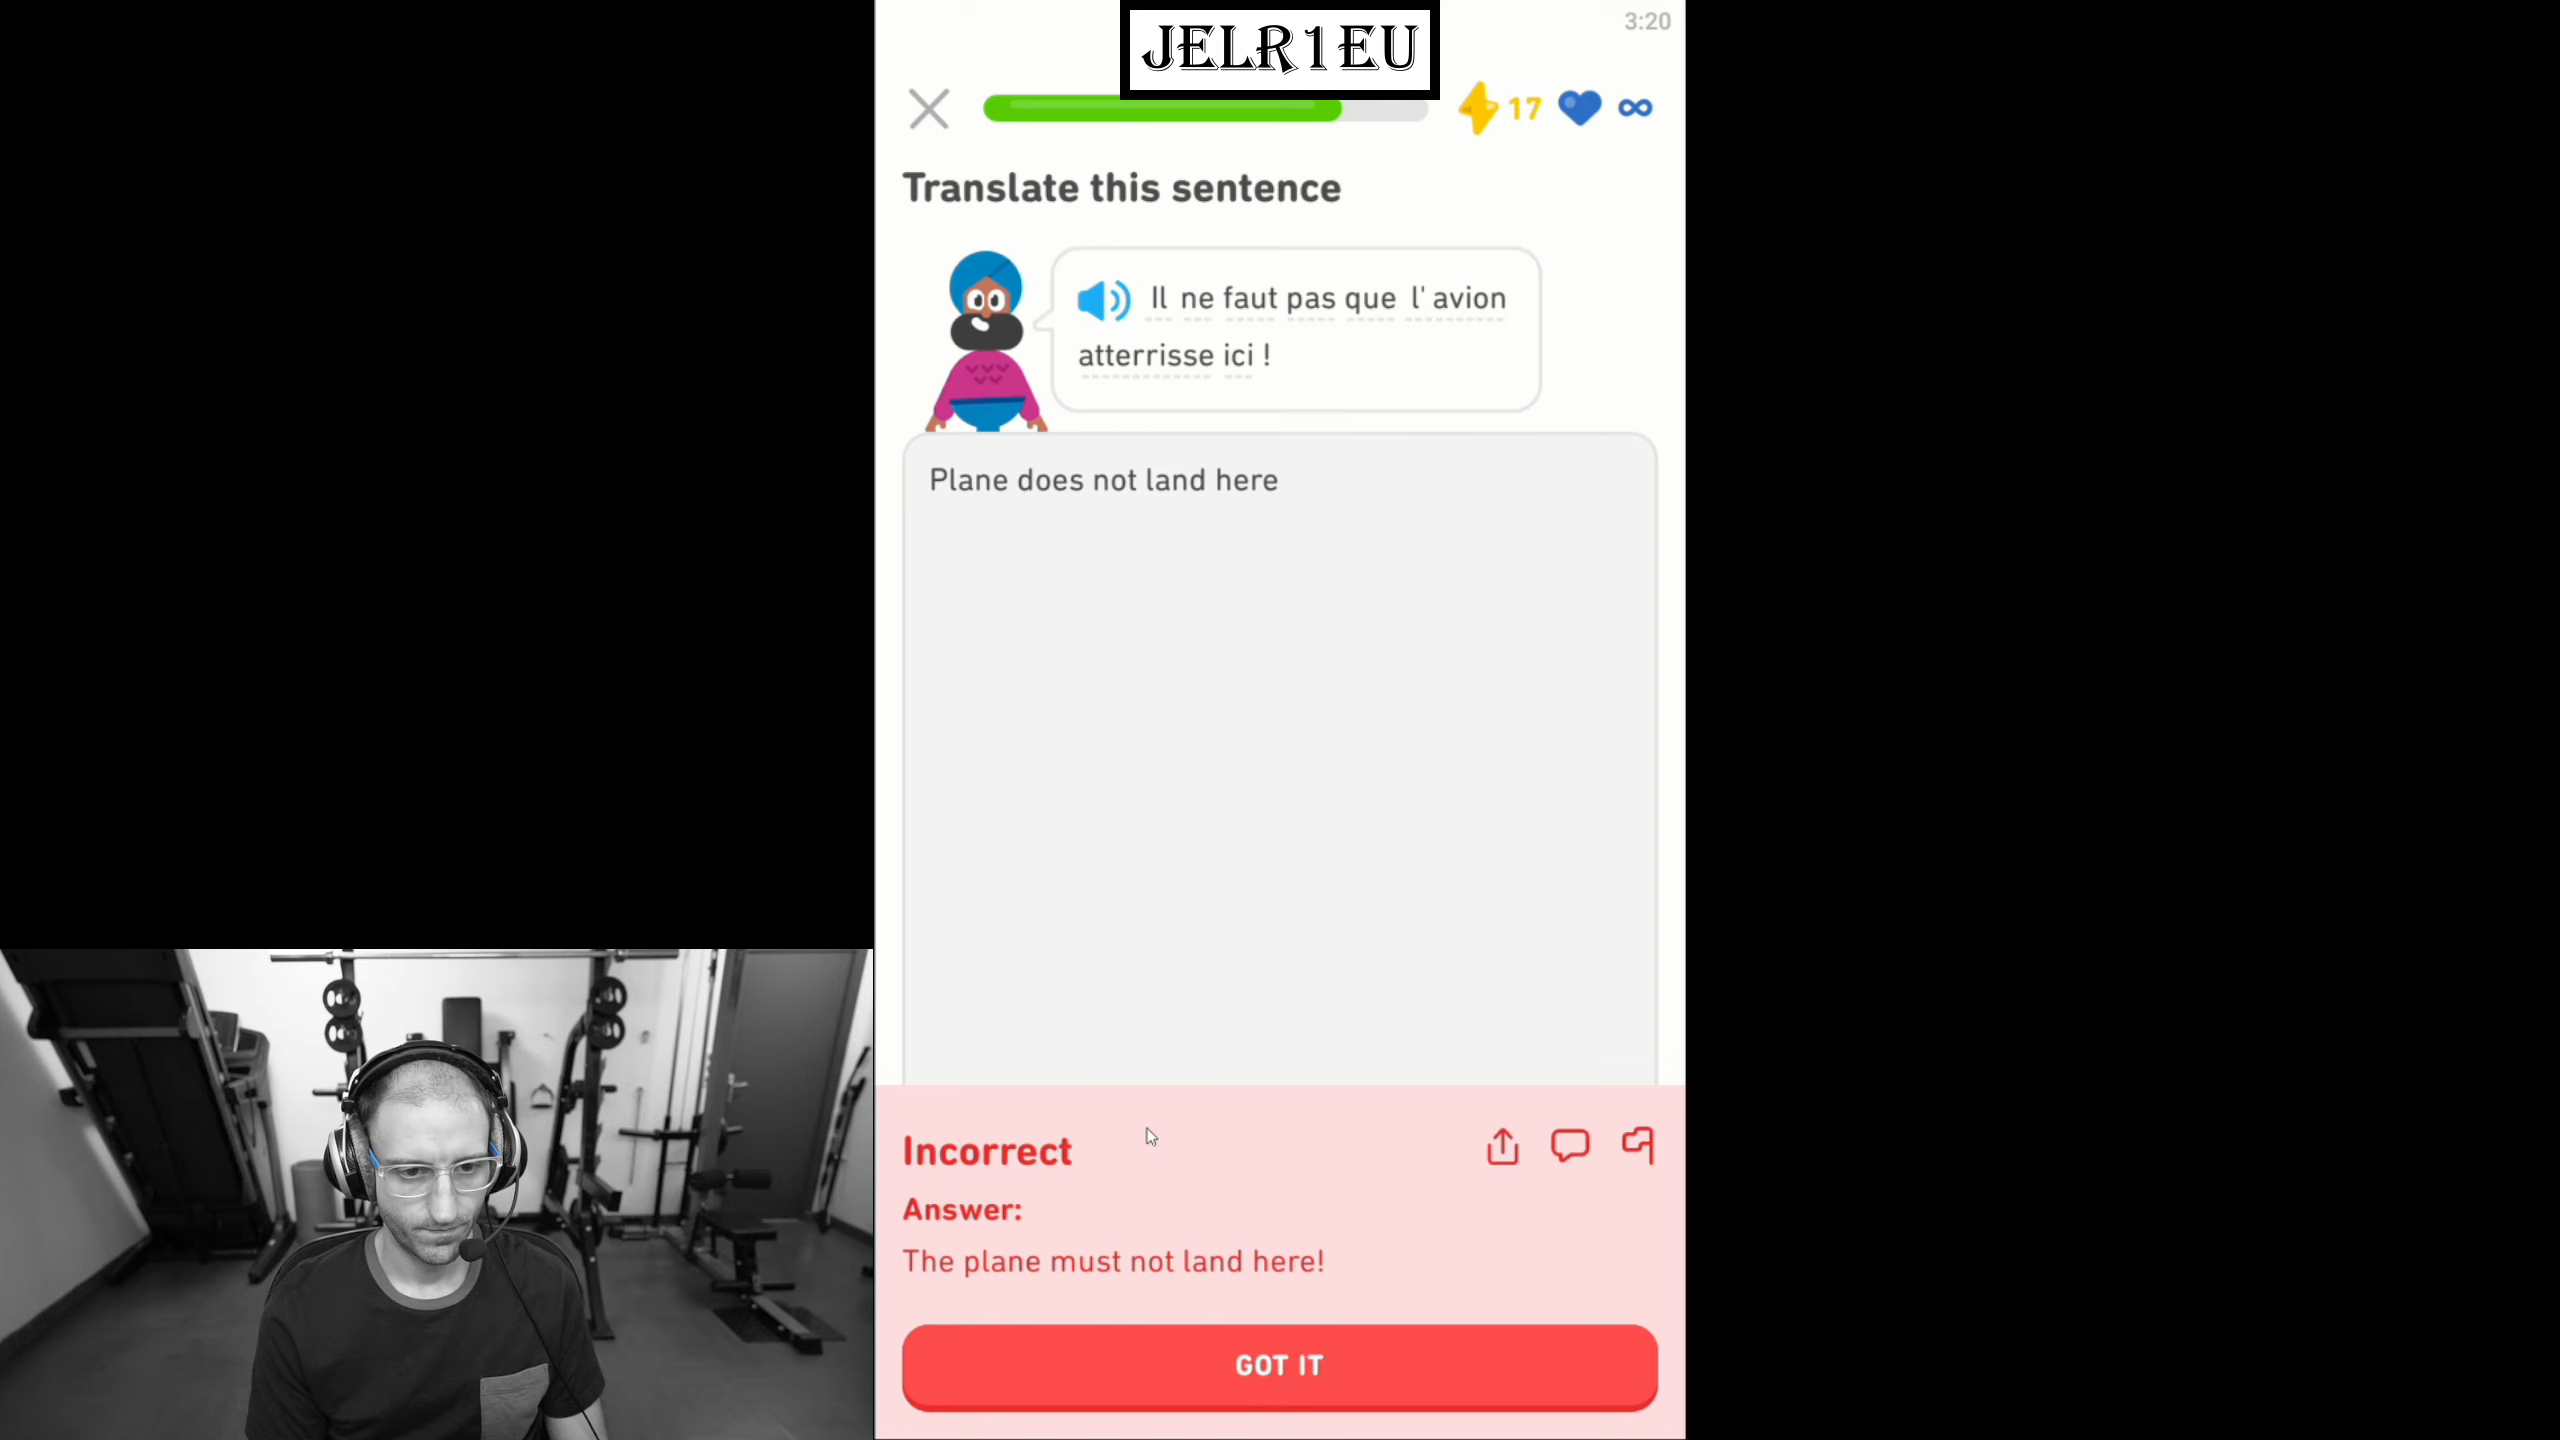 JELR1EU
3:20
17
Translate this sentence
Il ne faut pas que l'avion
atterrisse ici !
Plane does not land here
Incorrect
Answer:
The plane must not land here!
GOT IT